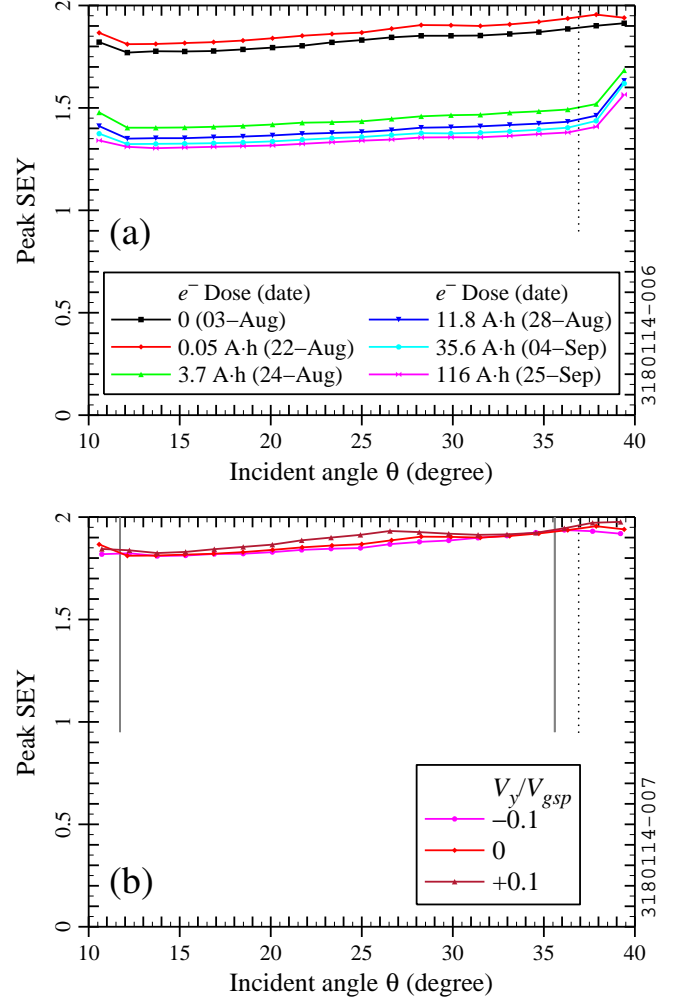 2
1.5
1
0.5
0
Peak SEY
(a)
e− Dose (date)
0 (03−Aug)
0.05 A·h (22−Aug)
3.7 A·h (24−Aug)
e− Dose (date)
11.8 A·h (28−Aug)
35.6 A·h (04−Sep)
116 A·h (25−Sep)
3180114-006
10 15 20 25 30 35 40
Incident angle θ (degree)
2
1.5
1
0.5
0
Peak SEY
(b)
Vy/Vgsp
−0.1
0
+0.1
3180114-007
10 15 20 25 30 35 40
Incident angle θ (degree)